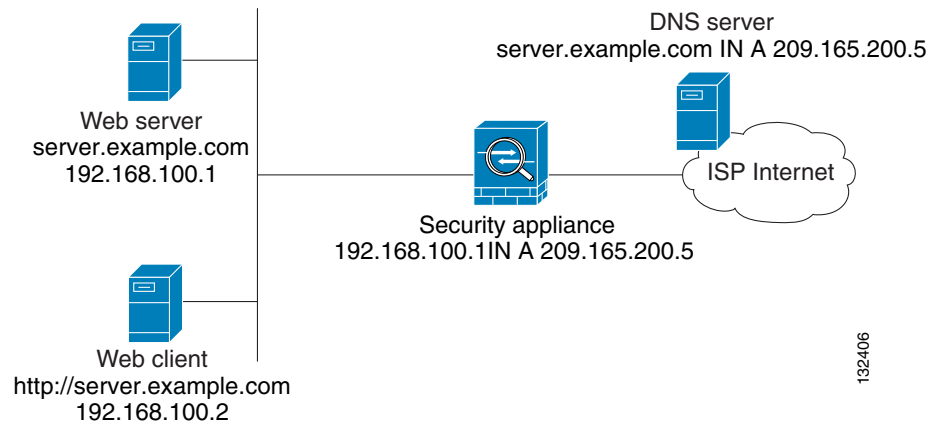 DNS server
server.example.com IN A 209.165.200.5
Web server
server.example.com
192.168.100.1
ISP Internet
Security appliance
192.168.100.1IN A 209.165.200.5
Web client
http://server.example.com
192.168.100.2
132406